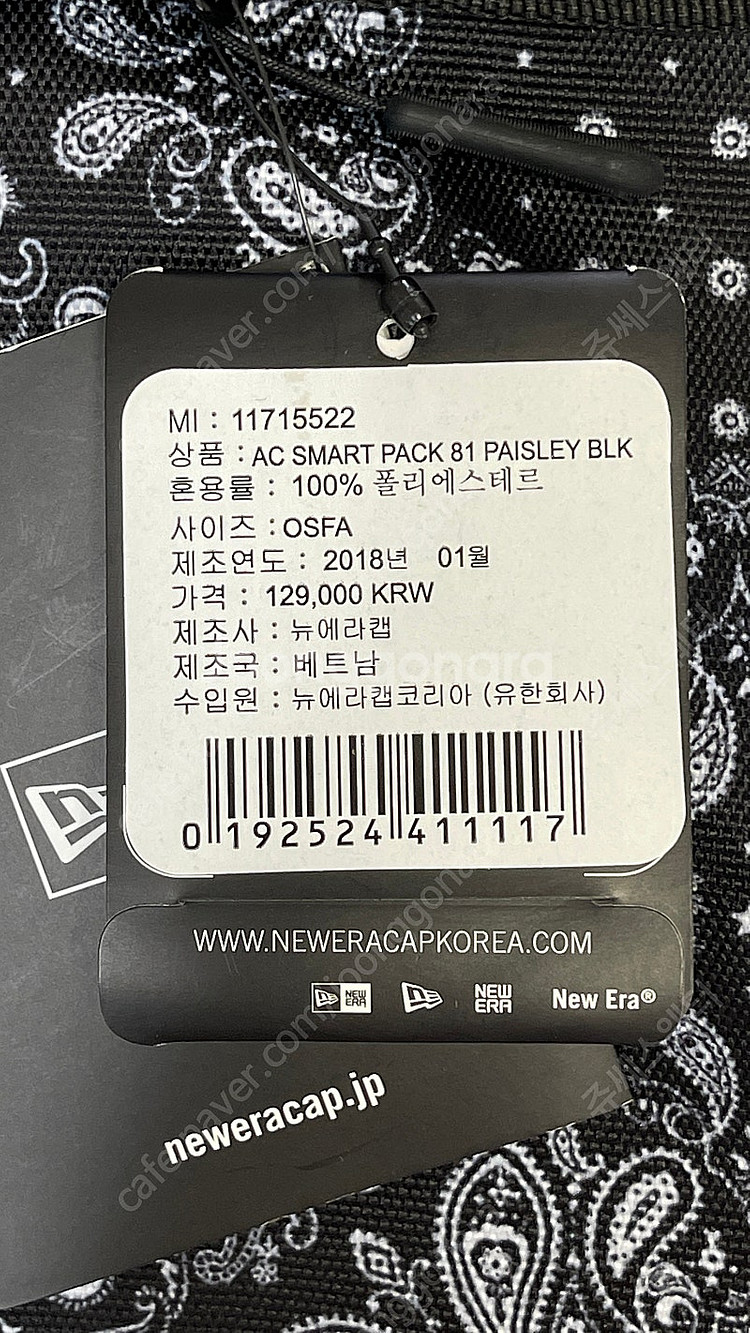 MI : 11715522
상품 : AC SMART PACK 81 PAISLEY BLK
혼용률 : 100% 폴리에스테르
사이즈 : OSFA
제조연도 : 2018년 01월
가격 : 129,000 KRW
제조사 : 뉴에라캡
제조국 : 베트남
수입원 : 뉴에라캡코리아 (유한회사)
0 192524 411117
WWW.NEWERACAPKOREA.COM
NEW ERA NEW ERA New Era®
neweracap.jp